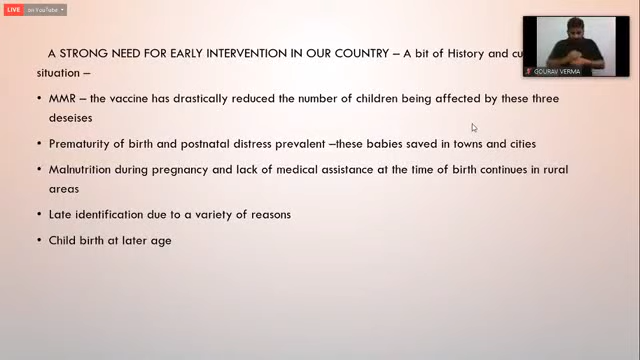 LIVE on YouTube
A STRONG NEED FOR EARLY INTERVENTION IN OUR COUNTRY – A bit of History and cu
situation –
• MMR – the vaccine has drastically reduced the number of children being affected by these three
deseises
• Prematurity of birth and postnatal distress prevalent –these babies saved in towns and cities
• Malnutrition during pregnancy and lack of medical assistance at the time of birth continues in rural
areas
• Late identification due to a variety of reasons
• Child birth at later age
GOURAV VERMA